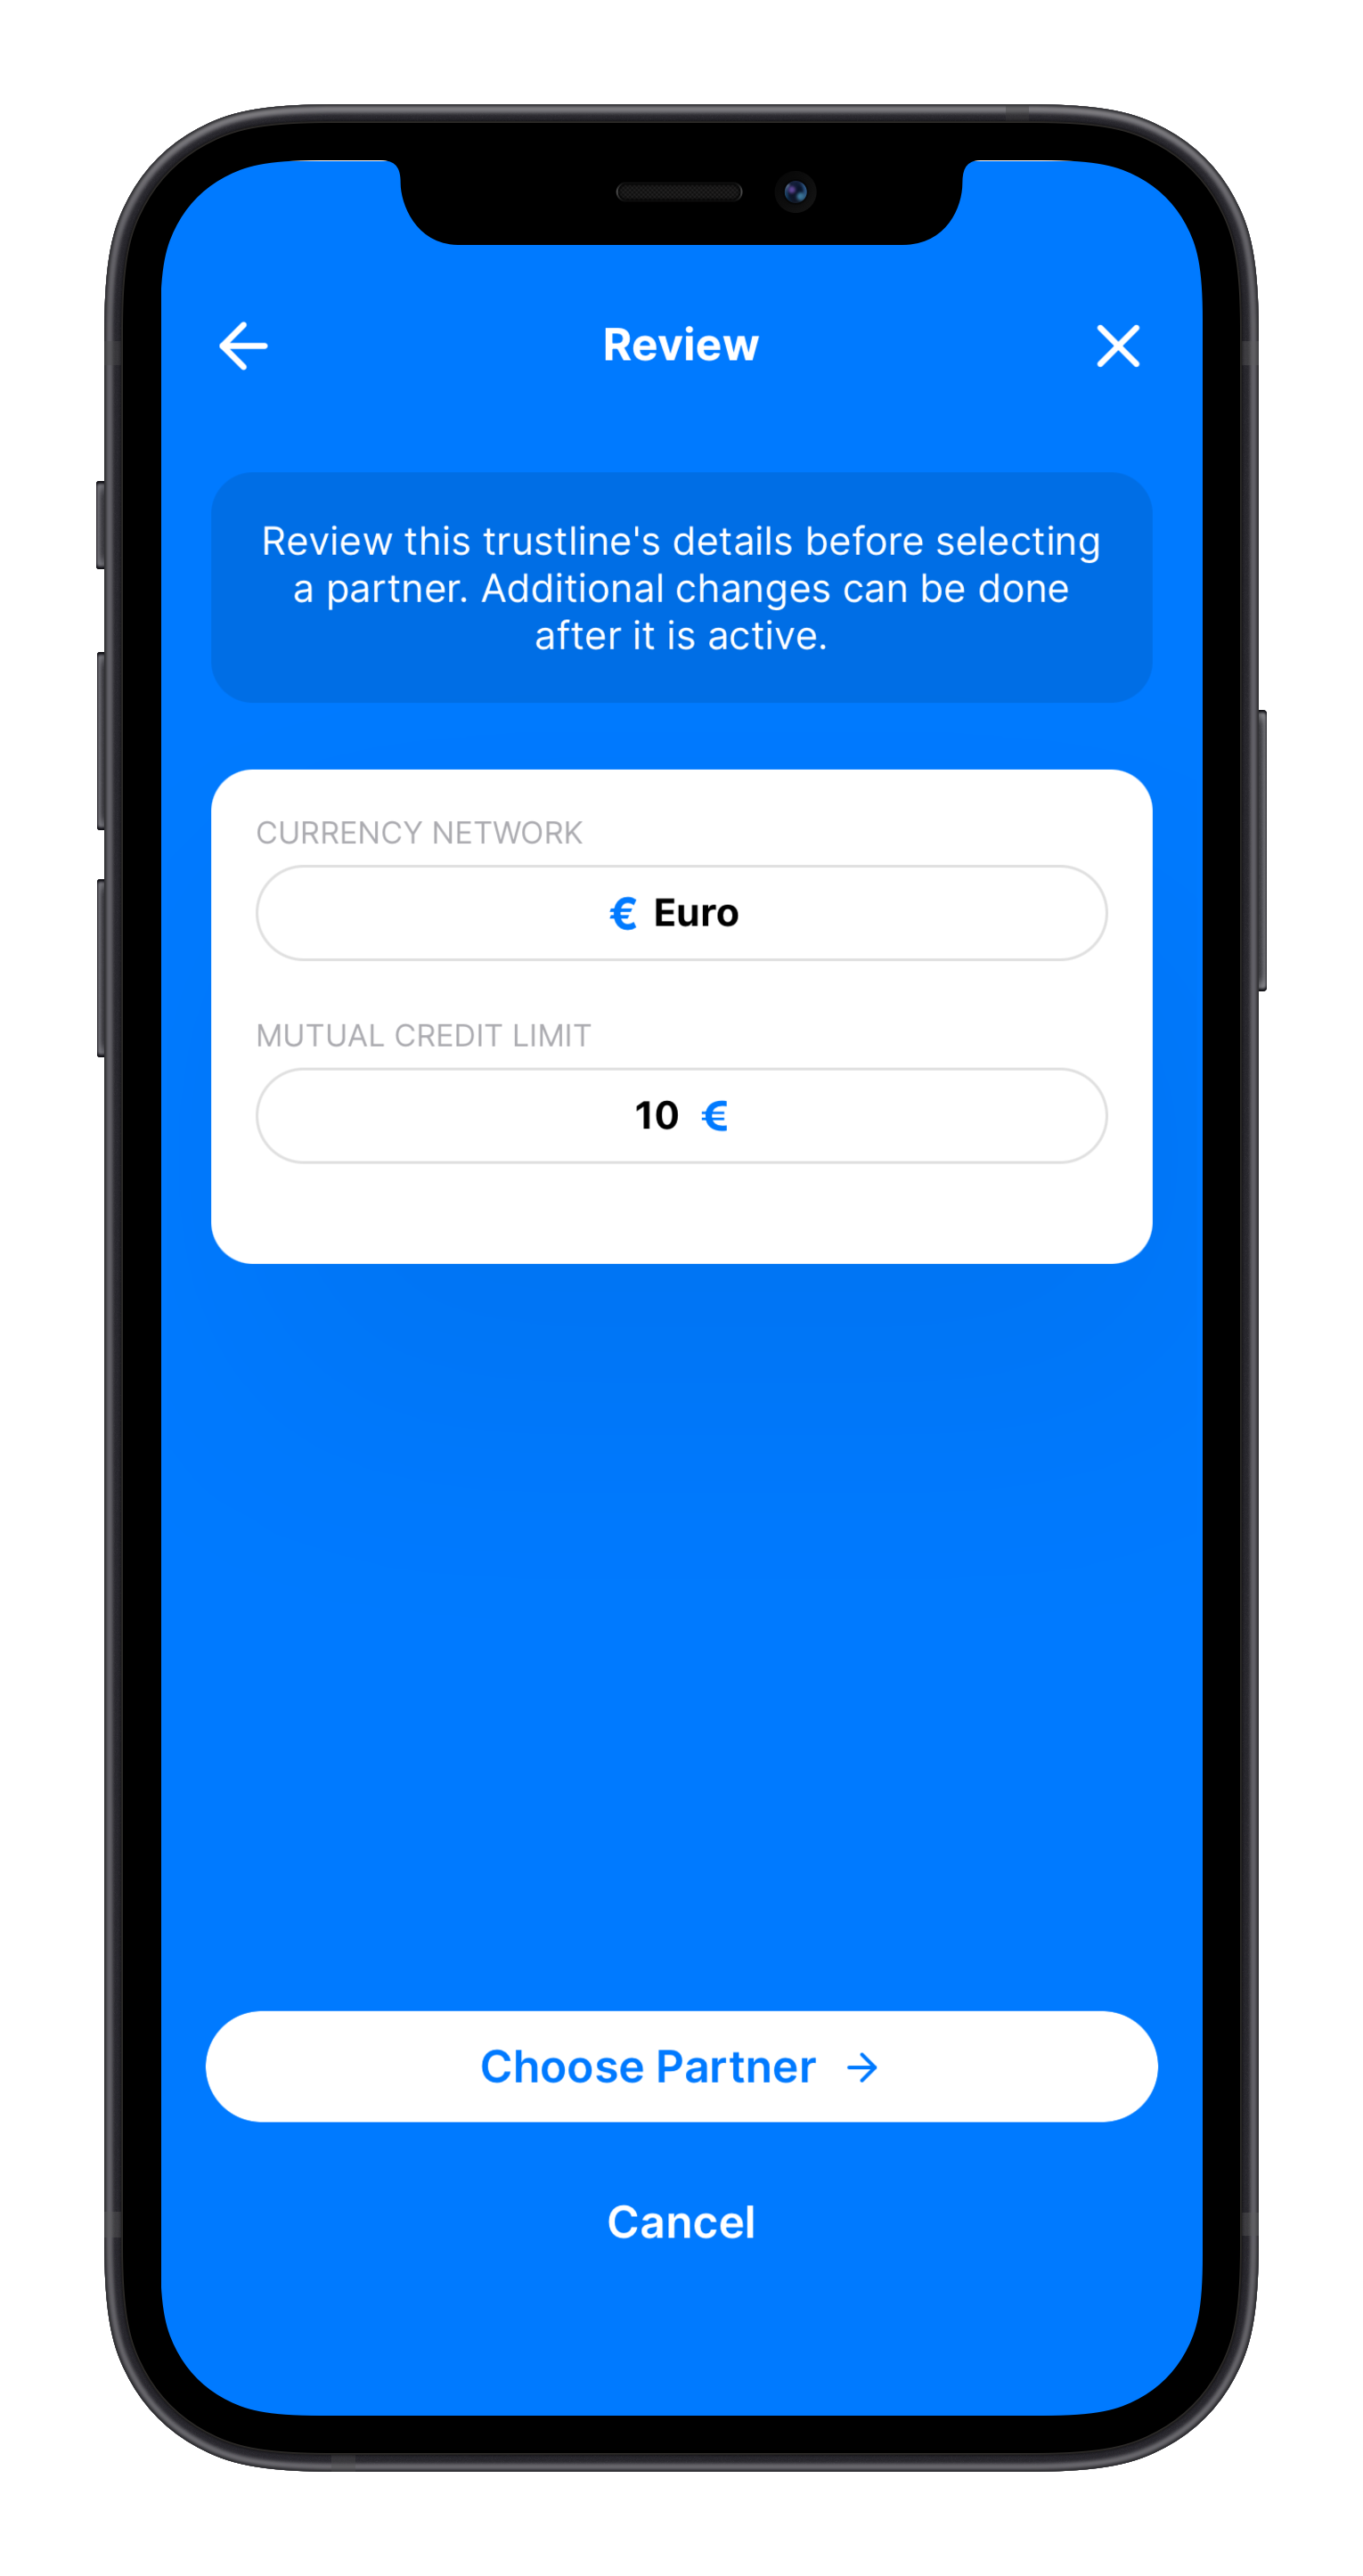 Review
Review this trustline's details before selecting
a partner. Additional changes can be done
after it is active.
CURRENCY NETWORK
€ Euro
MUTUAL CREDIT LIMIT
10 €
Choose Partner →
Cancel